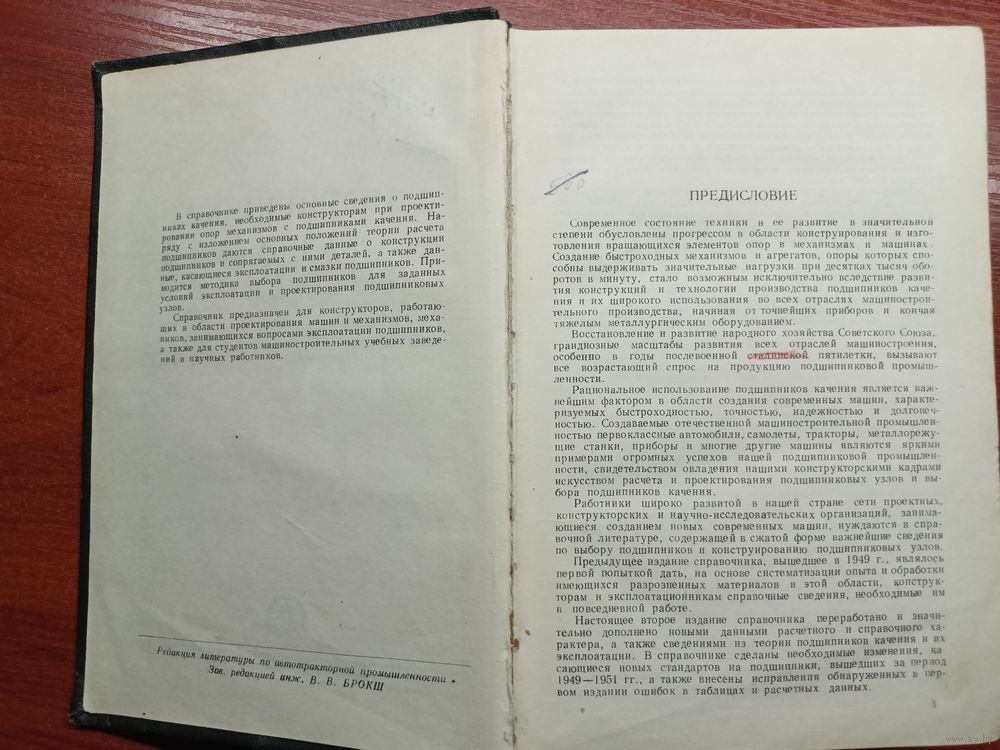 В справочнике приведены основные сведения о подшип-
никах качения, необходимые конструкторам при проекти-
ровании опор механизмов с подшипниками качения. На-
ряду с изложением основных положений теории расчета
подшипников даются справочные данные о конструкции
подшипников и сопрягаемых с ними деталей, а также дан-
ные, касающиеся эксплоатации и смазки подшипников. При-
водится методика выбора подшипников для заданных
условий эксплоатации и проектирования подшипниковых
узлов.
Справочник предназначен для конструкторов, работаю-
щих в области проектирования машин и механизмов, меха-
ников, занимающихся вопросами эксплоатации подшипников,
а также для студентов машиностроительных учебных заведе-
ний и научных работников.
Редакция литературы по автотракторной промышленности
Зав. редакцией инж. В. В. БРОКШ
ПРЕДИСЛОВИЕ
Современное состояние техники и ее развитие в значительной
степени обусловлены прогрессом в области конструирования и изго-
товления вращающихся элементов опор в механизмах и машинах.
Создание быстроходных механизмов и агрегатов, опоры которых спо-
собны выдерживать значительные нагрузки при десятках тысяч обо-
ротов в минуту, стало возможным исключительно вследствие разви-
тия конструкций и технологии производства подшипников каче-
ния и их широкого использования во всех отраслях машинострои-
тельного производства, начиная от точнейших приборов и кончая
тяжелым металлургическим оборудованием.
Восстановление и развитие народного хозяйства Советского Союза,
грандиозные масштабы развития всех отраслей машиностроения,
особенно в годы послевоенной сталинской пятилетки, вызывают
все возрастающий спрос на продукцию подшипниковой промыш-
ленности.
Рациональное использование подшипников качения является важ-
нейшим фактором в области создания современных машин, характе-
ризуемых быстроходностью, точностью, надежностью и долговеч-
ностью. Создаваемые отечественной машиностроительной промышлен-
ностью первоклассные автомобили, самолеты, тракторы, металлорежу-
щие станки, приборы и многие другие машины являются яркими
примерами огромных успехов нашей подшипниковой промышлен-
ности, свидетельством овладения нашими конструкторскими кадрами
искусством расчета и проектирования подшипниковых узлов и вы-
бора подшипников качения.
Работники широко развитой в нашей стране сети проектных,
конструкторских и научно-исследовательских организаций, занима-
ющиеся созданием новых современных машин, нуждаются в спра-
вочной литературе, содержащей в сжатой форме важнейшие сведения
по выбору подшипников и конструированию подшипниковых узлов.
Предыдущее издание справочника, вышедшее в 1949 г., являлось
первой попыткой дать, на основе систематизации опыта и обработки
имеющихся разрозненных материалов в этой области, конструк-
торам и эксплоатационникам справочные сведения, необходимые им
в повседневной работе.
Настоящее второе издание справочника переработано и значи-
тельно дополнено новыми данными расчетного и справочного ха-
рактера, а также сведениями из теории подшипников качения и их
эксплоатации. В справочнике сделаны необходимые изменения, ка
сающиеся новых стандартов на подшипники, вышедших за период
1949—1951 гг., а также внесены исправления обнаруженных в пер-
вом издании ошибок в таблицах и расчетных данных.
* 3
www.ay.by